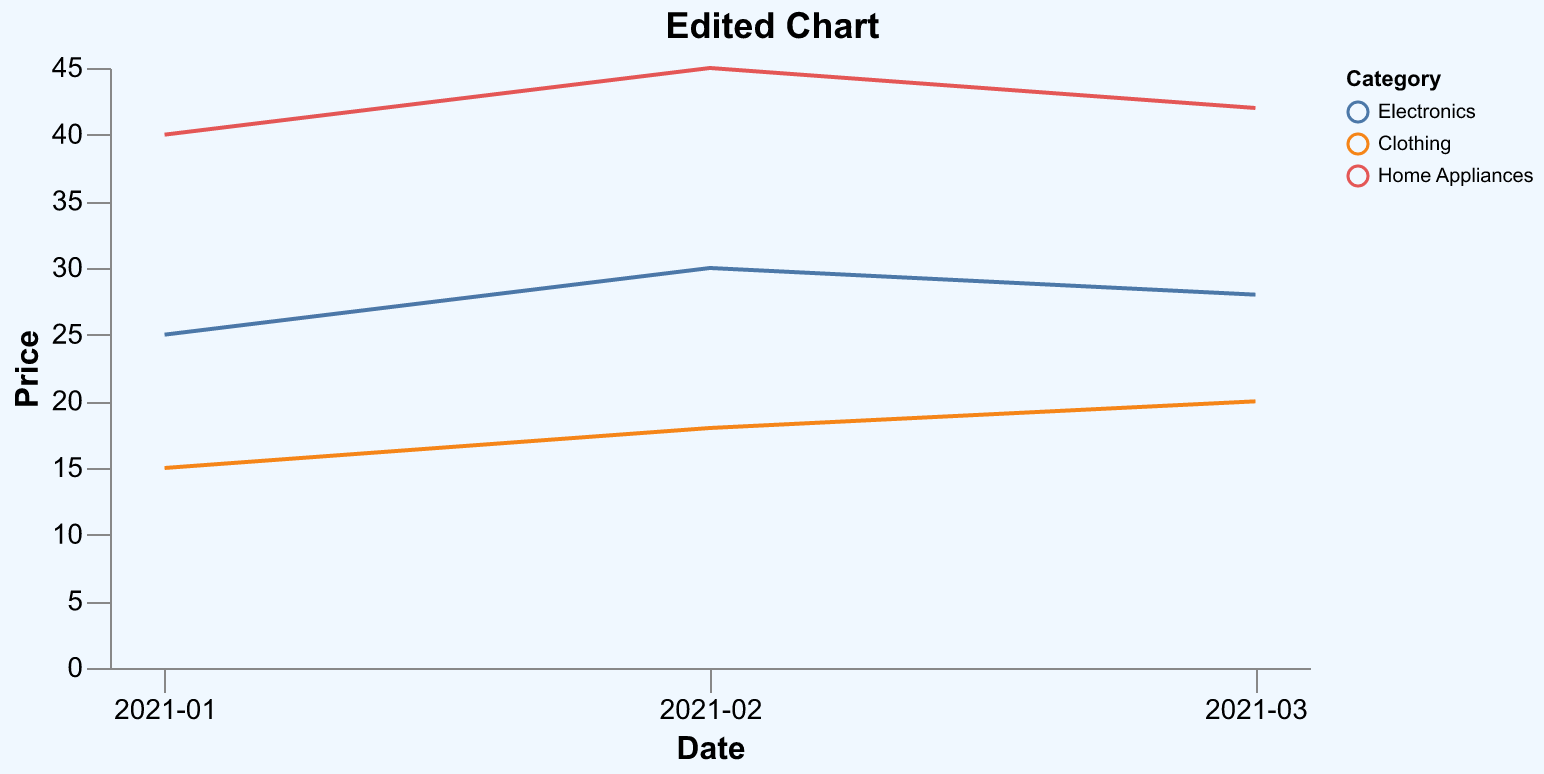 Edited Chart
Price
45
40
35
30
25
20
15
10
5
0
2021-01
2021-02
2021-03
Date
Category
Electronics
Clothing
Home Appliances